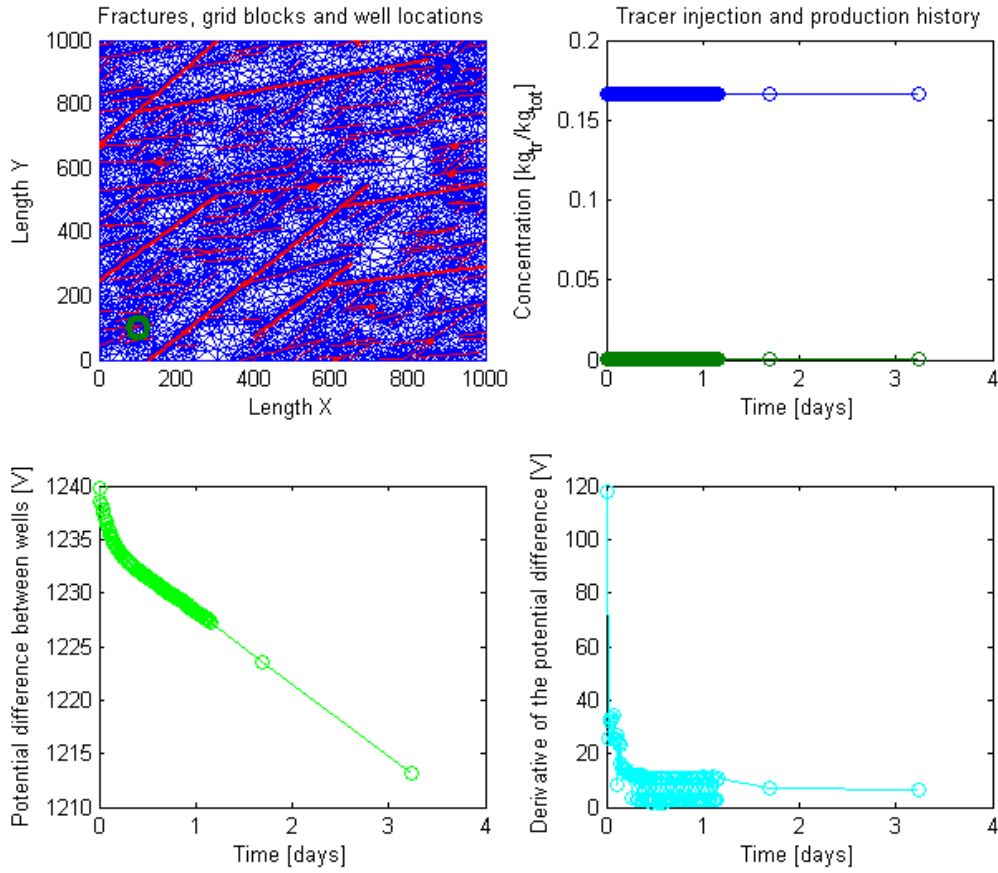 Fractures, grid blocks and well locations
1000
800
600
400
200
0
Length Y
0 200 400 600 800 1000
Length X
Tracer injection and production history
0.2
0.15
0.1
0.05
0
Concentration [kg_tr/kg_tot]
0 1 2 3 4
Time [days]
1240
1235
1230
1225
1220
1215
1210
Potential difference between wells [V]
0 1 2 3 4
Time [days]
120
100
80
60
40
20
0
Derivative of the potential difference [V]
0 1 2 3 4
Time [days]